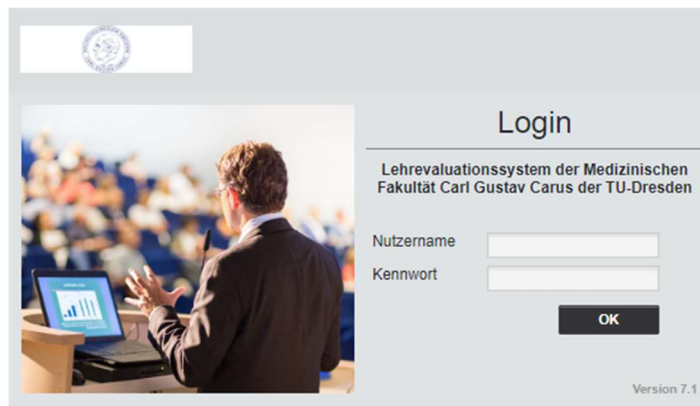 Login
Lehrevaluationssystem der Medizinischen
Fakultät Carl Gustav Carus der TU-Dresden
Nutzername
Kennwort
OK
Version 7.1